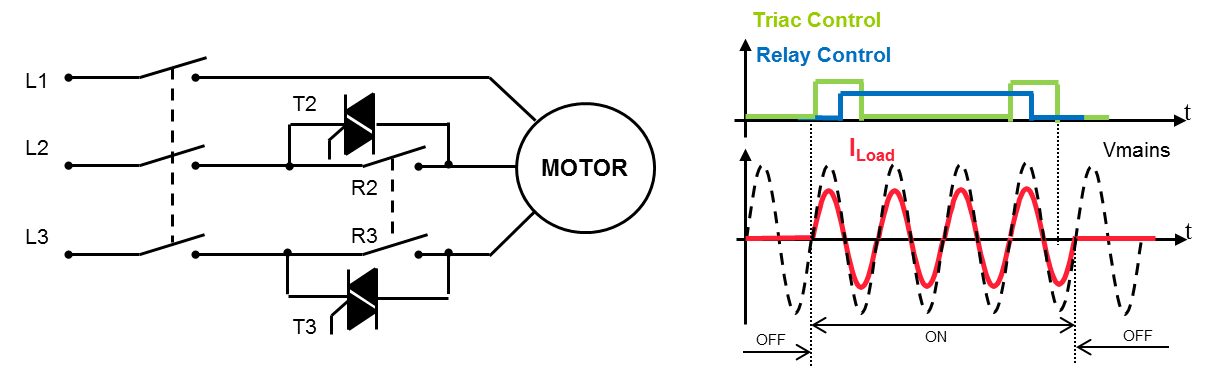 L1
L2
L3
T2
R2
R3
T3
MOTOR
Triac Control
Relay Control
t
ILoad
Vmains
t
OFF
ON
OFF